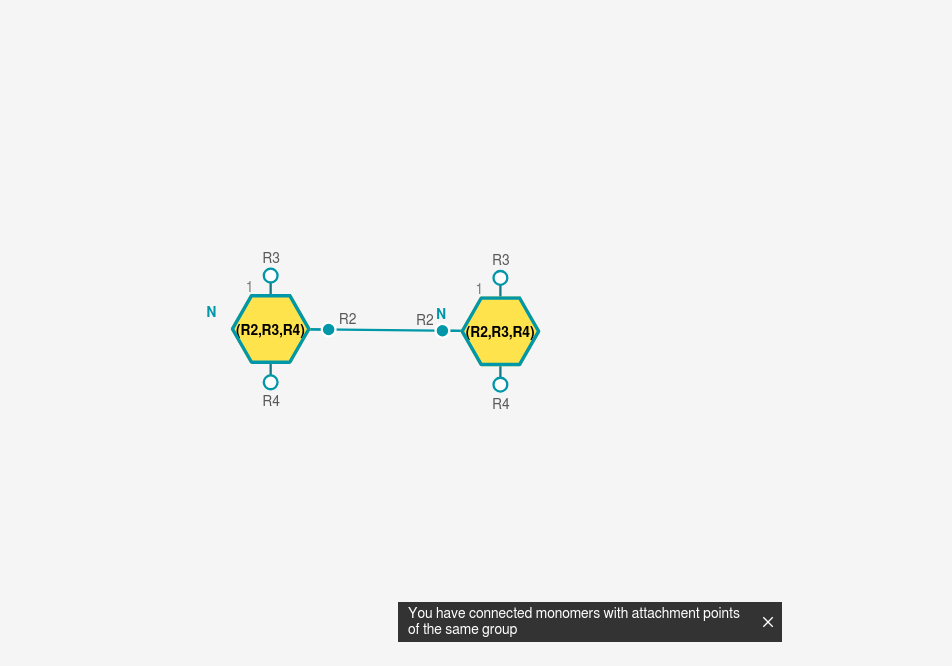 R3
R3
1
1
N
N
R2
R2
(R2,R3,R4)
(R2,R3,R4)
R4
R4
You have connected monomers with attachment points
of the same group